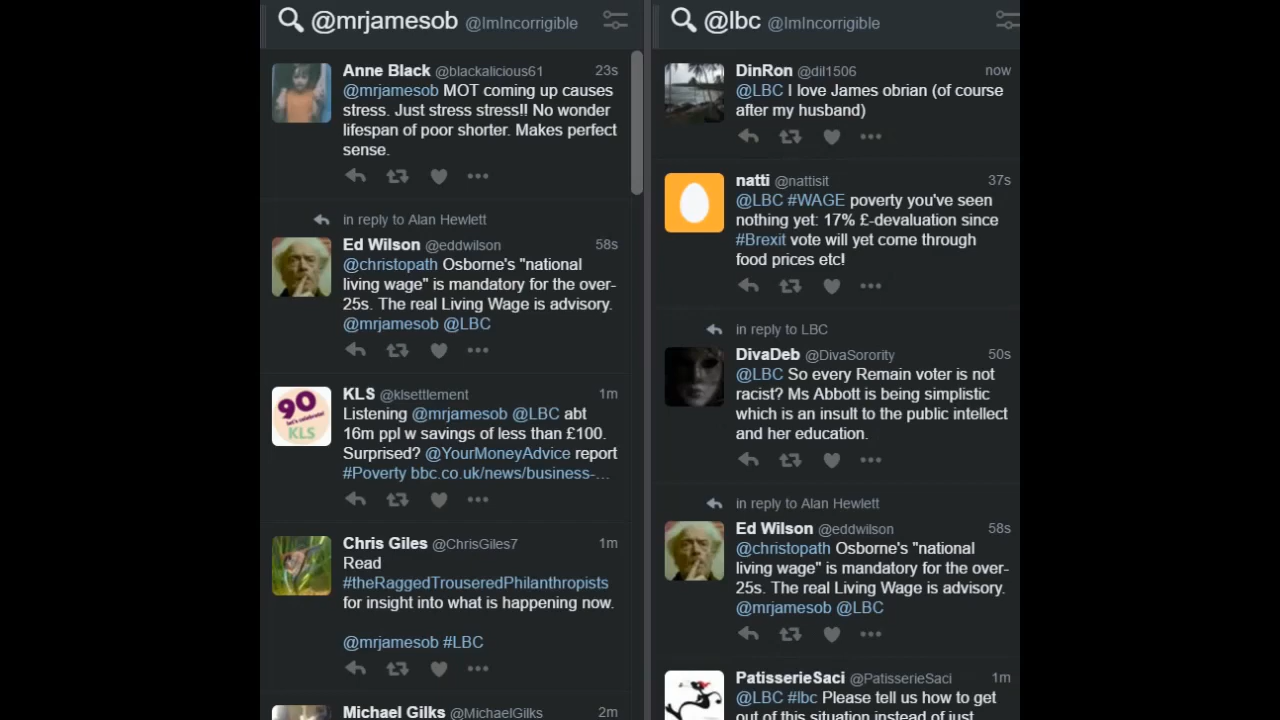 @mrjamesob @ImIncorrigible
Anne Black @blackalicious61 23s
@mrjamesob MOT coming up causes
stress. Just stress stress!! No wonder
lifespan of poor shorter. Makes perfect
sense.
in reply to Alan Hewlett
Ed Wilson @eddwilson 58s
@christopath Osborne's "national
living wage" is mandatory for the over-
25s. The real Living Wage is advisory.
@mrjamesob @LBC
90
let's celebrate!
KLS
KLS @klsettlement 1m
Listening @mrjamesob @LBC abt
16m ppl w savings of less than £100.
Surprised? @YourMoneyAdvice report
#Poverty bbc.co.uk/news/business-...
Chris Giles @ChrisGiles7 1m
Read
#theRaggedTrouseredPhilanthropists
for insight into what is happening now.
@mrjamesob #LBC
Michael Gilks @MichaelGilks 2m
@lbc @ImIncorrigible
DinRon @dil1506 now
@LBC I love James obrian (of course
after my husband)
natti @nattisit 37s
@LBC #WAGE poverty you've seen
nothing yet: 17% £-devaluation since
#Brexit vote will yet come through
food prices etc!
in reply to LBC
DivaDeb @DivaSorority 50s
@LBC So every Remain voter is not
racist? Ms Abbott is being simplistic
which is an insult to the public intellect
and her education.
in reply to Alan Hewlett
Ed Wilson @eddwilson 58s
@christopath Osborne's "national
living wage" is mandatory for the over-
25s. The real Living Wage is advisory.
@mrjamesob @LBC
PatisserieSaci @PatisserieSaci 1m
@LBC #lbc Please tell us how to get
out of this situation instead of just